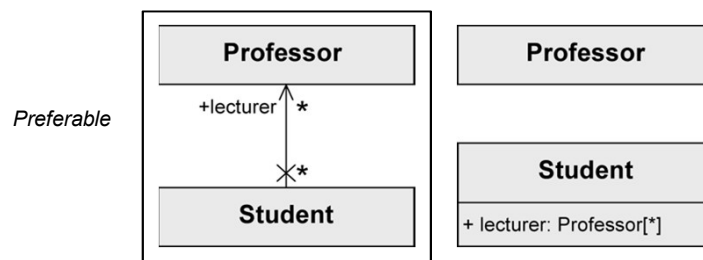 Preferable
Professor
+lecturer *
*
Student
Professor
Student
+ lecturer: Professor[*]